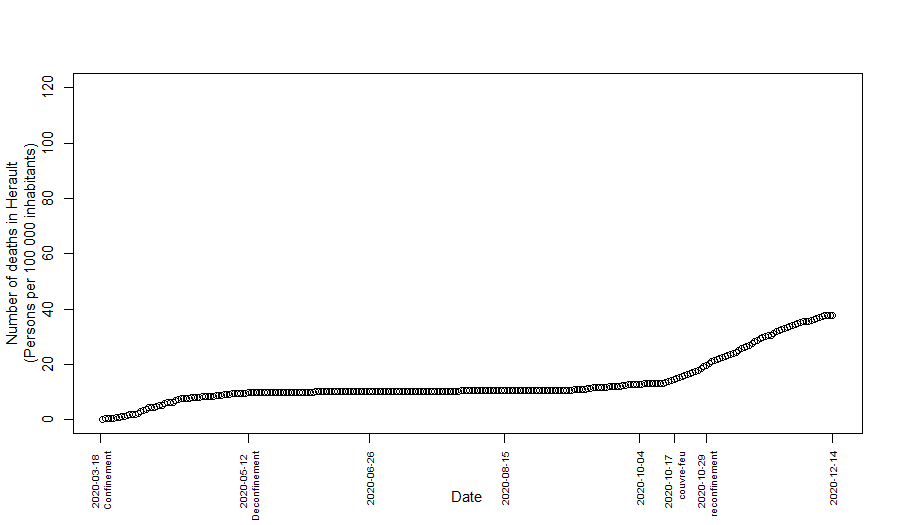 Number of deaths in Herault
(Persons per 100 000 inhabitants)
120
100
80
60
40
20
0
2020-03-18
Confinement
2020-05-12
Deconfinement
2020-06-26
2020-08-15
2020-10-04
2020-10-17
couvre-feu
2020-10-29
reconfinement
2020-12-14
Date